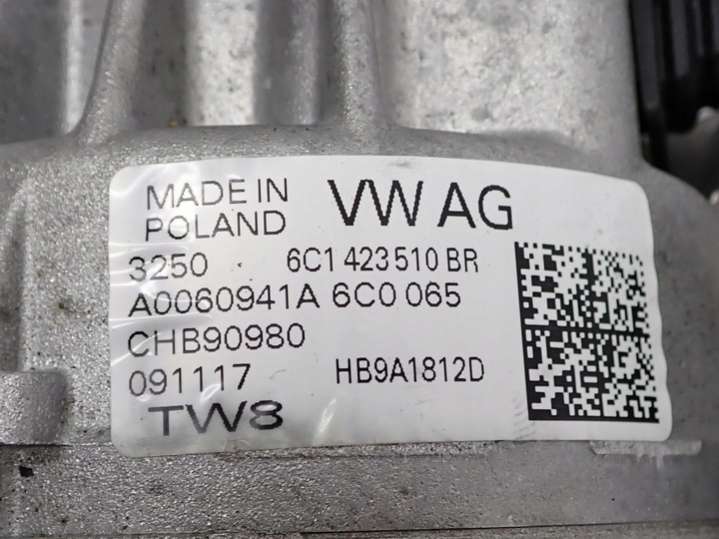 MADE IN VW AG
POLAND
3250 6C1 423 510 BR
A0060941A 6C0 065
CHB90980
091117 HB9A1812D
TW8